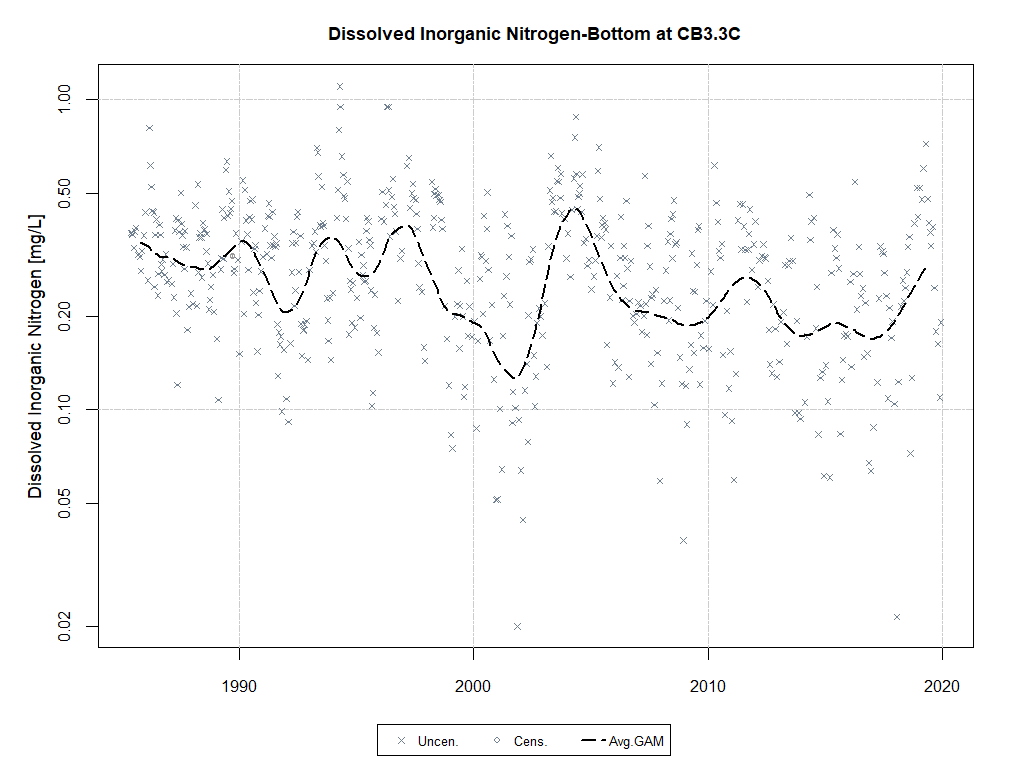 Dissolved Inorganic Nitrogen-Bottom at CB3.3C
Dissolved Inorganic Nitrogen [mg/L]
1.00
0.50
0.20
0.10
0.05
0.02
1990
2000
2010
2020
Uncen.
Cens.
Avg.GAM